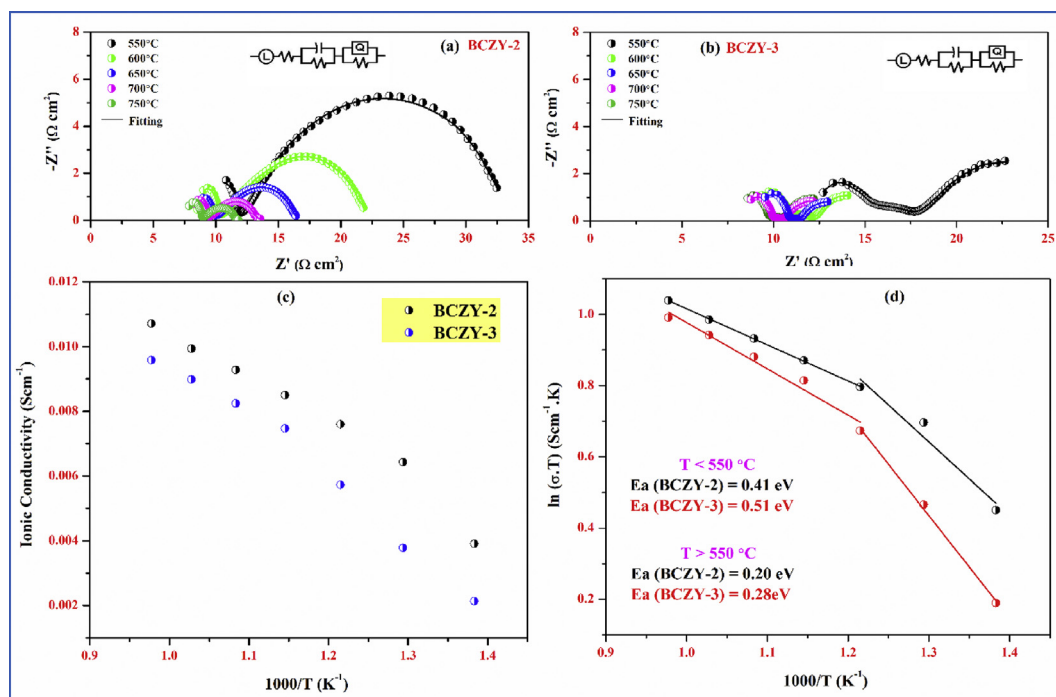 (a) BCZY-2
550°C
600°C
650°C
700°C
750°C
Fitting
L
Q
-Z'' (Ω cm²)
8
6
4
2
0
0 5 10 15 20 25 30 35
Z' (Ω cm²)
(b) BCZY-3
550°C
600°C
650°C
700°C
750°C
Fitting
L
Q
-Z'' (Ω cm²)
8
6
4
2
0
0 5 10 15 20 25
Z' (Ω cm²)
(c)
BCZY-2
BCZY-3
Ionic Conductivity (Scm⁻¹)
0.012
0.010
0.008
0.006
0.004
0.002
0.9 1.0 1.1 1.2 1.3 1.4
1000/T (K⁻¹)
(d)
ln (σ.T) (Scm⁻¹.K)
1.0
0.8
0.6
0.4
0.2
T < 550 °C
Ea (BCZY-2) = 0.41 eV
Ea (BCZY-3) = 0.51 eV
T > 550 °C
Ea (BCZY-2) = 0.20 eV
Ea (BCZY-3) = 0.28eV
0.9 1.0 1.1 1.2 1.3 1.4
1000/T (K⁻¹)